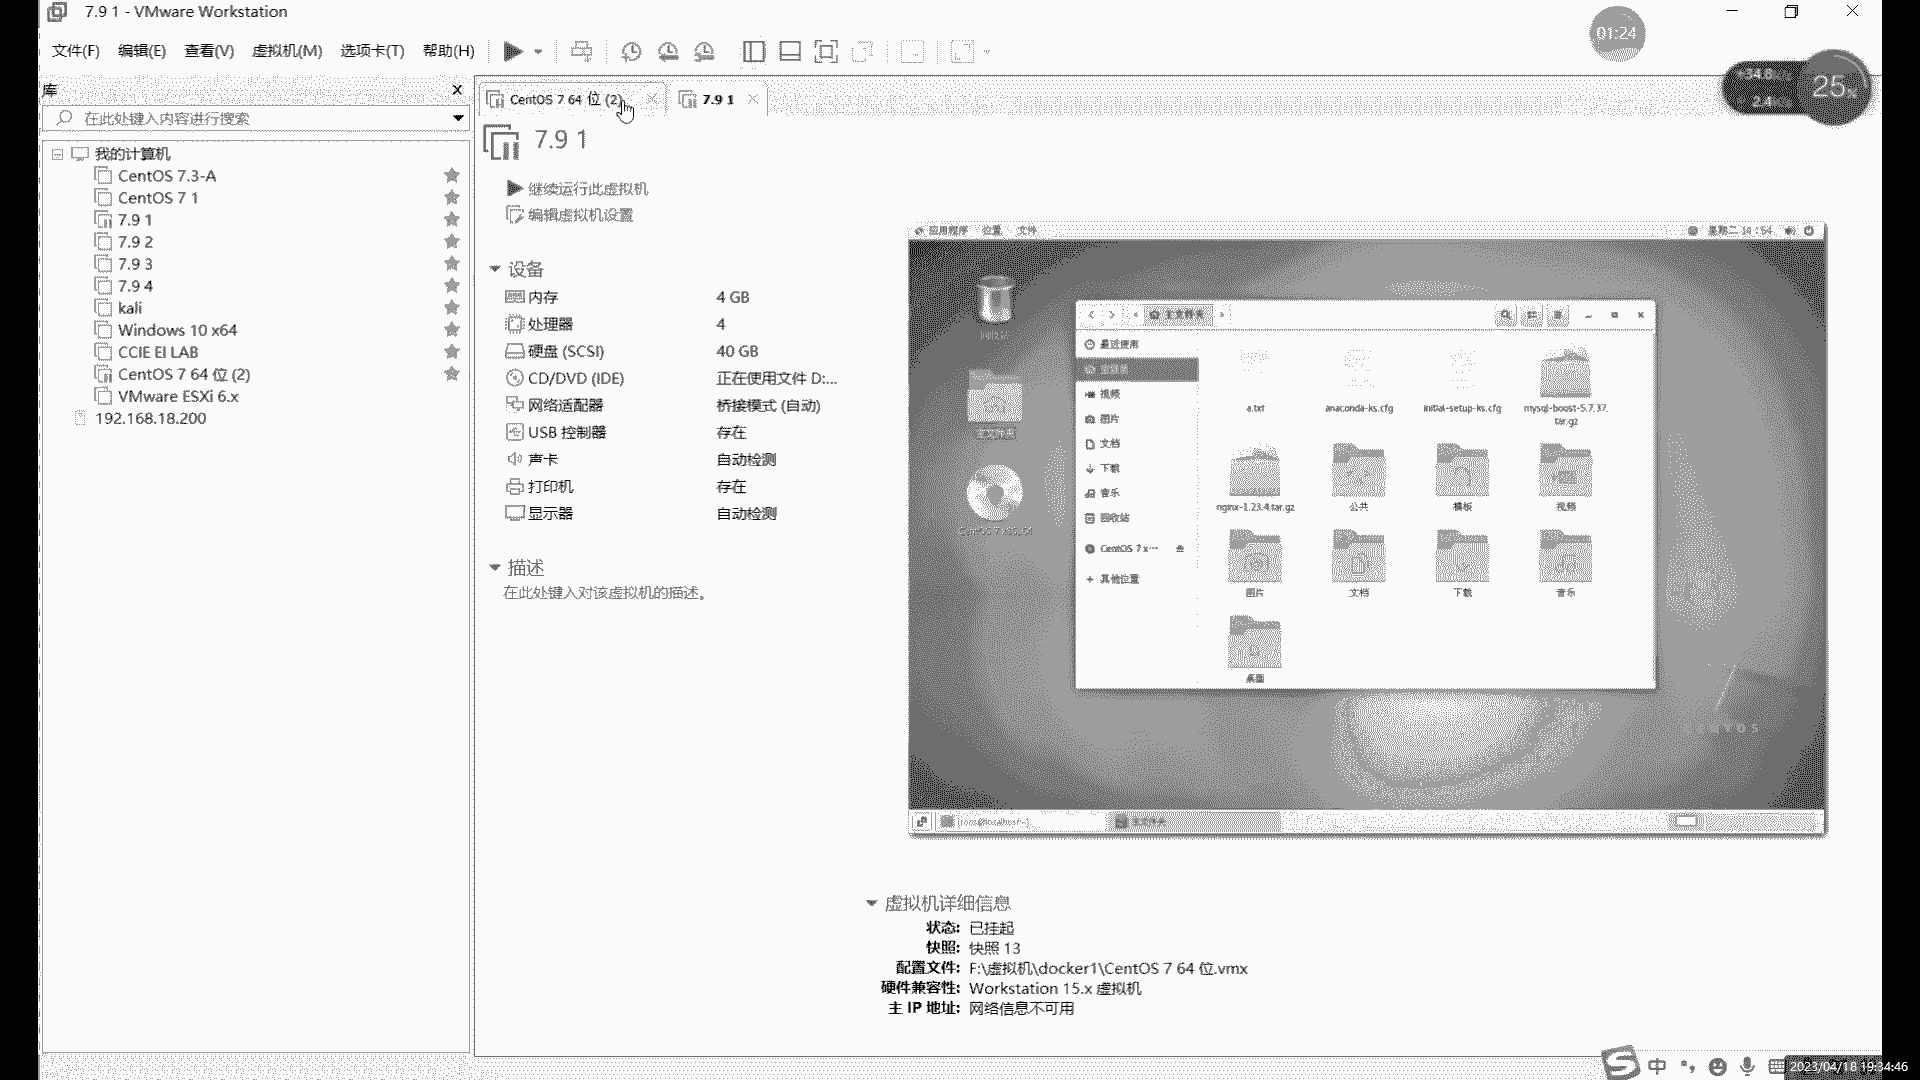 7.9 1 - VMware Workstation
01:24
文件(F) 编辑(E) 查看(V) 虚拟机(M) 选项卡(T) 帮助(H)
25%
2.4
库
CentOS 7 64 位 (2)
7.9 1
在此处键入内容进行搜索
7.9 1
我的计算机
CentOS 7.3-A
CentOS 7 1
7.9 1
7.9 2
7.9 3
7.9 4
kali
Windows 10 x64
CCIE EI LAB
CentOS 7 64 位 (2)
VMware ESXi 6.x
192.168.18.200
继续运行此虚拟机
编辑虚拟机设置
设备
内存 4 GB
处理器 4
硬盘 (SCSI) 40 GB
CD/DVD (IDE) 正在使用文件 D:...
网络适配器 桥接模式 (自动)
USB 控制器 存在
声卡 自动检测
打印机 存在
显示器 自动检测
描述
在此处键入对该虚拟机的描述。
应用程序 位置 文件
星期二 14:54
主文件夹
最近使用
视频
图片
文档
下载
音乐
回收站
CentOS 7 x…
其他位置
a.txt
anaconda-ks.cfg
initial-setup-ks.cfg
mysql-boost-5.7.37.
tar.gz
nginx-1.23.4.tar.gz
公共
模板
视频
图片
文档
下载
音乐
桌面
CENTOS
主文件夹
虚拟机详细信息
状态: 已挂起
快照: 快照 13
配置文件: F:\虚拟机\docker1\CentOS 7 64 位.vmx
硬件兼容性: Workstation 15.x 虚拟机
主 IP 地址: 网络信息不可用
中
2023/04/18 19:34:46